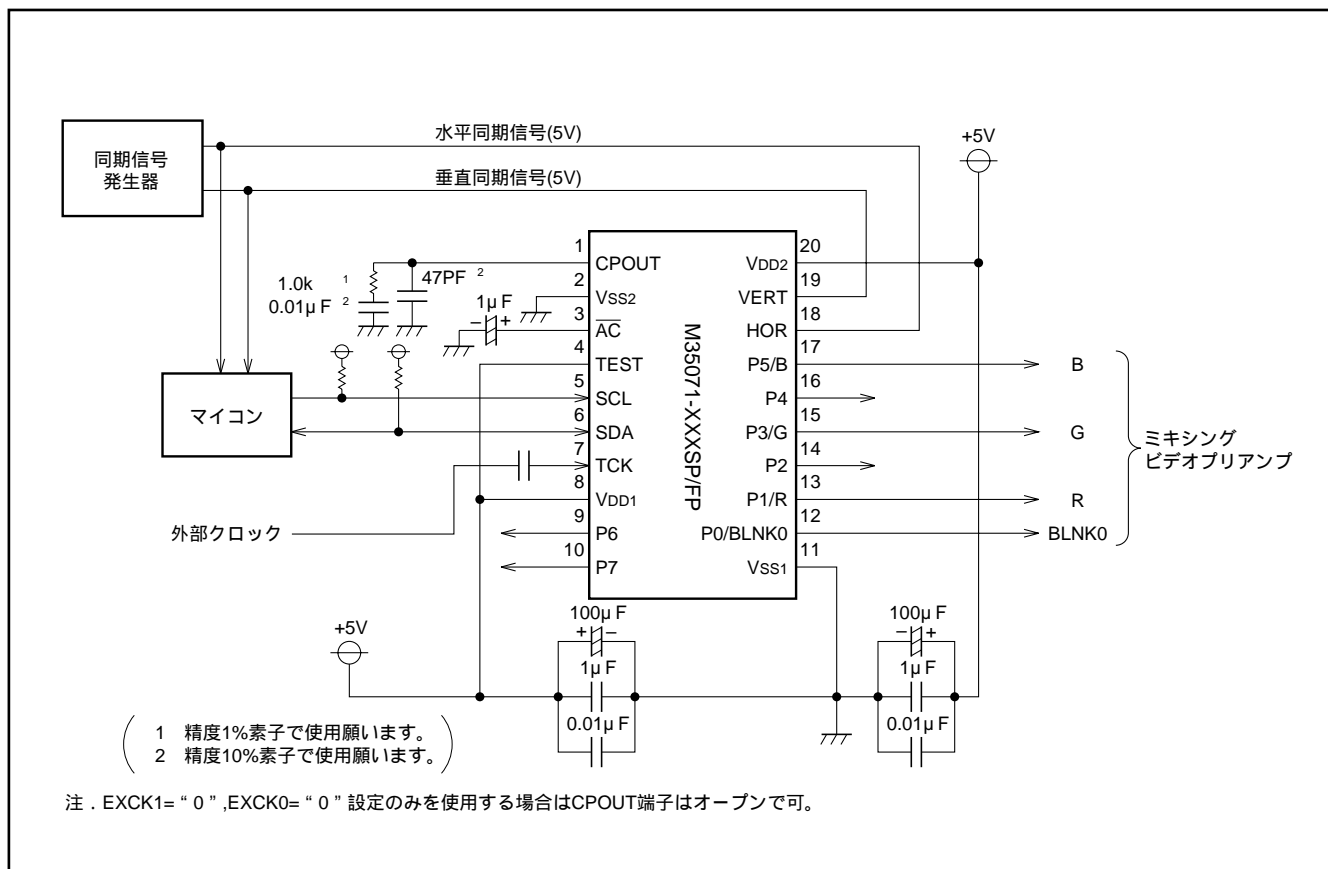 水平同期信号(5V)
+5V
同期信号
発生器
垂直同期信号(5V)
1
20
CPOUT
VDD2
1.0k 1
47PF 2
2
19
0.01μF 2
1μF
VSS2
VERT
3
18
− +
AC
HOR
4
17
TEST
P5/B
B
5
16
マイコン
SCL
P4
6
15
SDA
P3/G
G
ミキシング
ビデオプリアンプ
7
14
TCK
P2
8
13
VDD1
P1/R
R
9
12
外部クロック
P6
P0/BLNK0
BLNK0
10
11
P7
VSS1
M35071-XXXSP/FP
100μF
100μF
+5V
+ −
− +
1μF
1μF
0.01μF
0.01μF
1 精度1%素子で使用願います。
2 精度10%素子で使用願います。
注．EXCK1= “ 0 ” ,EXCK0= “ 0 ” 設定のみを使用する場合はCPOUT端子はオープンで可。